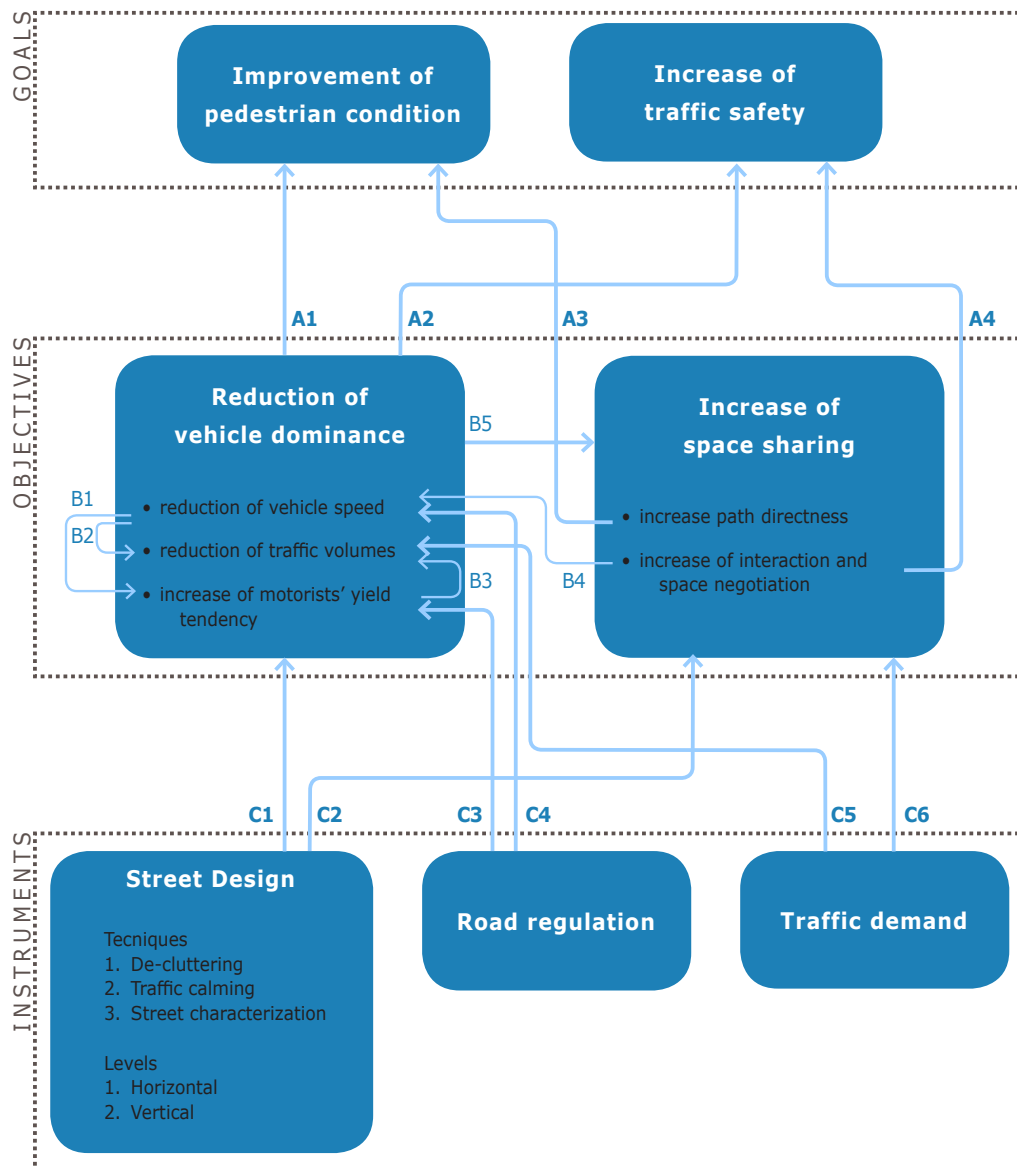 GOALS
Improvement of
pedestrian condition
Increase of
traffic safety
A1
A2
A3
A4
OBJECTIVES
Reduction of
vehicle dominance
• reduction of vehicle speed
• reduction of traffic volumes
• increase of motorists' yield
tendency
B1
B2
B3
B4
B5
Increase of
space sharing
• increase path directness
• increase of interaction and
space negotiation
C1
C2
C3
C4
C5
C6
INSTRUMENTS
Street Design
Tecniques
1. De-cluttering
2. Traffic calming
3. Street characterization
Levels
1. Horizontal
2. Vertical
Road regulation
Traffic demand